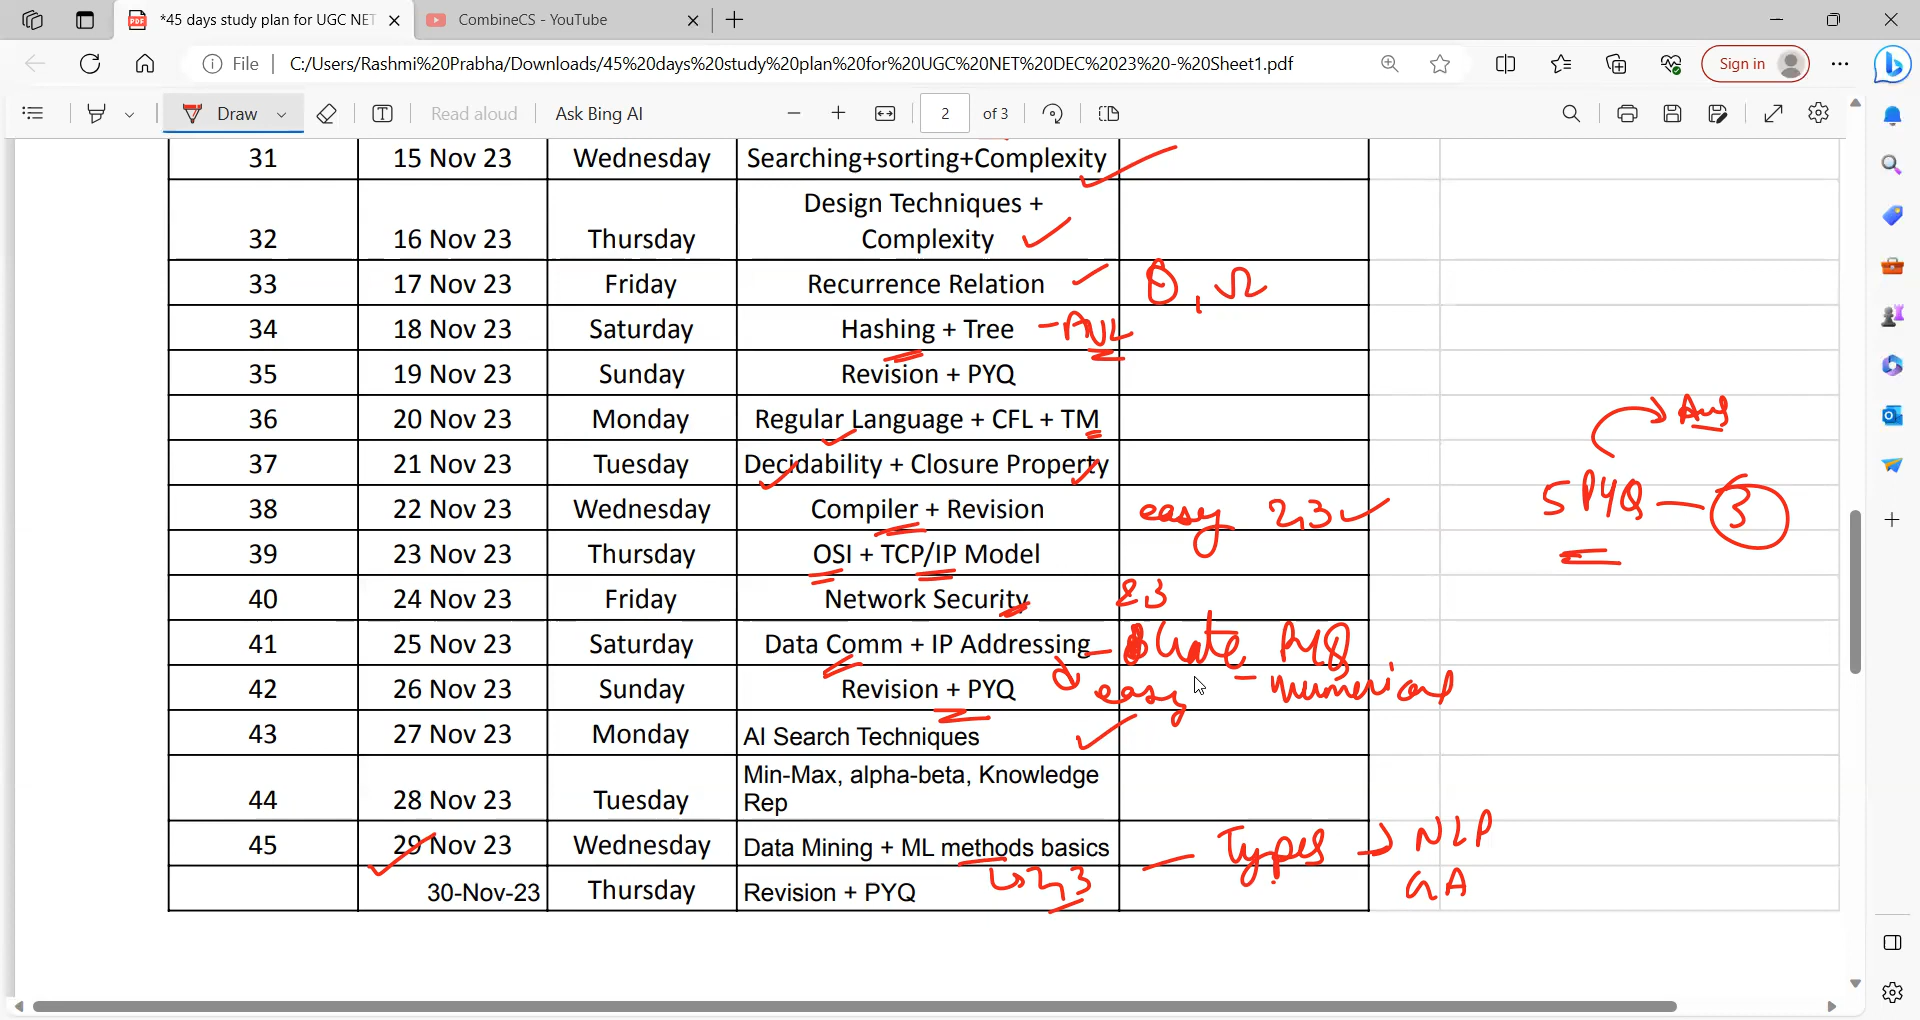 *45 days study plan for UGC NET
CombineCS - YouTube
File
C:/Users/Rashmi%20Prabha/Downloads/45%20days%20study%20plan%20for%20UGC%20NET%20DEC%202023%20-%20Sheet1.pdf
Sign in
Draw
Read aloud
Ask Bing AI
2 of 3
31 15 Nov 23 Wednesday Searching+sorting+Complexity
Design Techniques +
32 16 Nov 23 Thursday Complexity
33 17 Nov 23 Friday Recurrence Relation Θ, Ω
34 18 Nov 23 Saturday Hashing + Tree - AVL
35 19 Nov 23 Sunday Revision + PYQ
36 20 Nov 23 Monday Regular Language + CFL + TM
37 21 Nov 23 Tuesday Decidability + Closure Property
38 22 Nov 23 Wednesday Compiler + Revision easy 2,3
5 PYQ — 3
39 23 Nov 23 Thursday OSI + TCP/IP Model
40 24 Nov 23 Friday Network Security 2,3
41 25 Nov 23 Saturday Data Comm + IP Addressing - Gate PYQ
42 26 Nov 23 Sunday Revision + PYQ easy - numerical
43 27 Nov 23 Monday AI Search Techniques
Min-Max, alpha-beta, Knowledge
44 28 Nov 23 Tuesday Rep
45 29 Nov 23 Wednesday Data Mining + ML methods basics — Types → NLP
GA
30-Nov-23 Thursday Revision + PYQ 2,3